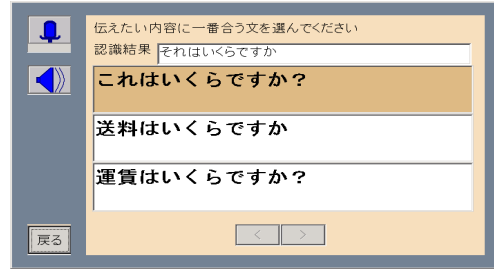 伝えたい内容に一番合う文を選んでください
認識結果 それはいくらですか
これはいくらですか？
送料はいくらですか
運賃はいくらですか？
戻る < >